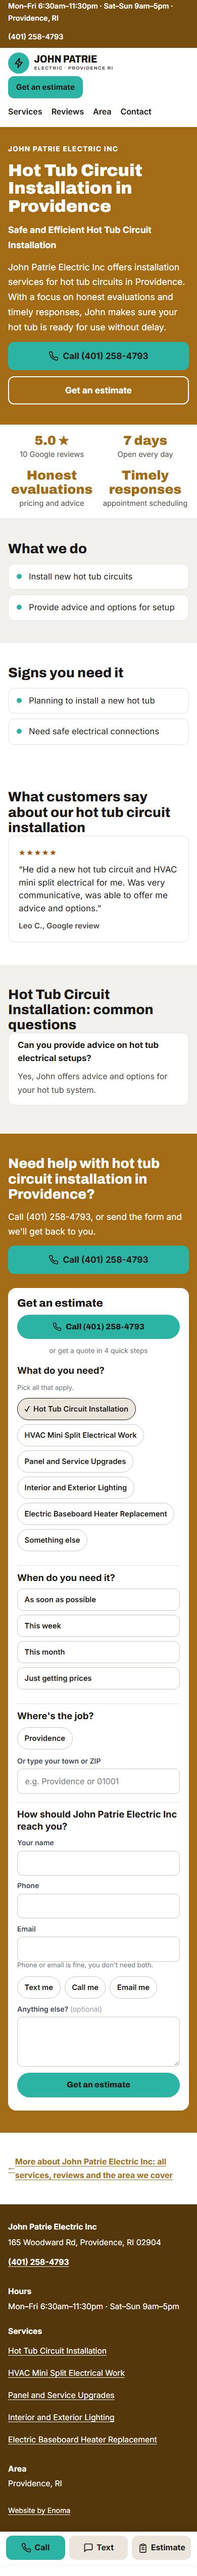 Mon–Fri 6:30am–11:30pm · Sat–Sun 9am–5pm ·
Providence, RI
(401) 258-4793
JOHN PATRIE
ELECTRIC · PROVIDENCE RI
Get an estimate
Services Reviews Area Contact
JOHN PATRIE ELECTRIC INC
Hot Tub Circuit
Installation in
Providence
Safe and Efficient Hot Tub Circuit
Installation
John Patrie Electric Inc offers installation
services for hot tub circuits in Providence.
With a focus on honest evaluations and
timely responses, John makes sure your
hot tub is ready for use without delay.
Call (401) 258-4793
Get an estimate
5.0 ★ 7 days
10 Google reviews Open every day
Honest Timely
evaluations responses
pricing and advice appointment scheduling
What we do
Install new hot tub circuits
Provide advice and options for setup
Signs you need it
Planning to install a new hot tub
Need safe electrical connections
What customers say
about our hot tub circuit
installation
★★★★★
“He did a new hot tub circuit and HVAC
mini split electrical for me. Was very
communicative, was able to offer me
advice and options.”
Leo C., Google review
Hot Tub Circuit
Installation: common
questions
Can you provide advice on hot tub
electrical setups?
Yes, John offers advice and options for
your hot tub system.
Need help with hot tub
circuit installation in
Providence?
Call (401) 258-4793, or send the form and
we'll get back to you.
Call (401) 258-4793
Get an estimate
Call (401) 258-4793
or get a quote in 4 quick steps
What do you need?
Pick all that apply.
✓ Hot Tub Circuit Installation
HVAC Mini Split Electrical Work
Panel and Service Upgrades
Interior and Exterior Lighting
Electric Baseboard Heater Replacement
Something else
When do you need it?
As soon as possible
This week
This month
Just getting prices
Where's the job?
Providence
Or type your town or ZIP
e.g. Providence or 01001
How should John Patrie Electric Inc
reach you?
Your name
Phone
Email
Phone or email is fine, you don't need both.
Text me Call me Email me
Anything else? (optional)
Get an estimate
← More about John Patrie Electric Inc: all
services, reviews and the area we cover
John Patrie Electric Inc
165 Woodward Rd, Providence, RI 02904
(401) 258-4793
Hours
Mon–Fri 6:30am–11:30pm · Sat–Sun 9am–5pm
Services
Hot Tub Circuit Installation
HVAC Mini Split Electrical Work
Panel and Service Upgrades
Interior and Exterior Lighting
Electric Baseboard Heater Replacement
Area
Providence, RI
Website by Enoma
Call Text Estimate